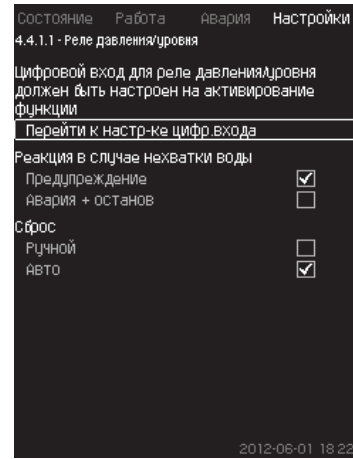 Состояние Работа Авария Настройки
4.4.1.1 - Реле давления/уровня
Цифровой вход для реле давления/уровня
должен быть настроен на активирование
функции
Перейти к настр-ке цифр.входа
Реакция в случае нехватки воды
Предупреждение
Авария + останов
Сброс
Ручной
Авто
2012-06-01 18:22